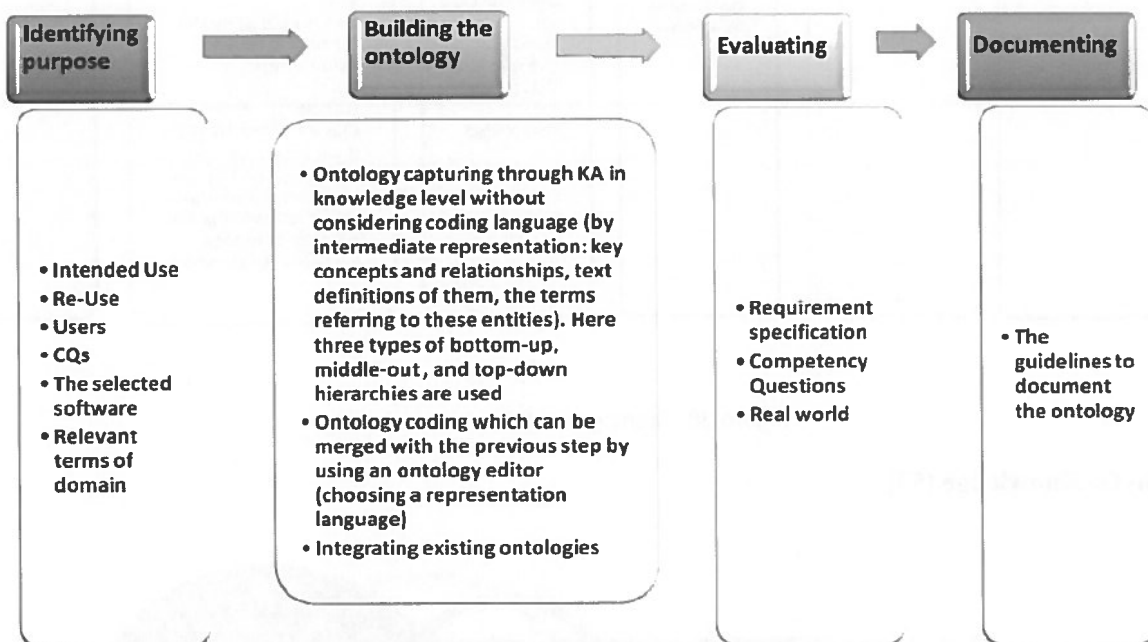 Identifying
purpose
Building the
ontology
Evaluating
Documenting
• Intended Use
• Re-Use
• Users
• CQs
• The selected
software
• Relevant
terms of
domain
• Ontology capturing through KA in
knowledge level without
considering coding language (by
intermediate representation: key
concepts and relationships, text
definitions of them, the terms
referring to these entities). Here
three types of bottom-up,
middle-out, and top-down
hierarchies are used
• Ontology coding which can be
merged with the previous step by
using an ontology editor
(choosing a representation
language)
• Integrating existing ontologies
• Requirement
specification
• Competency
Questions
• Real world
• The
guidelines to
document
the ontology